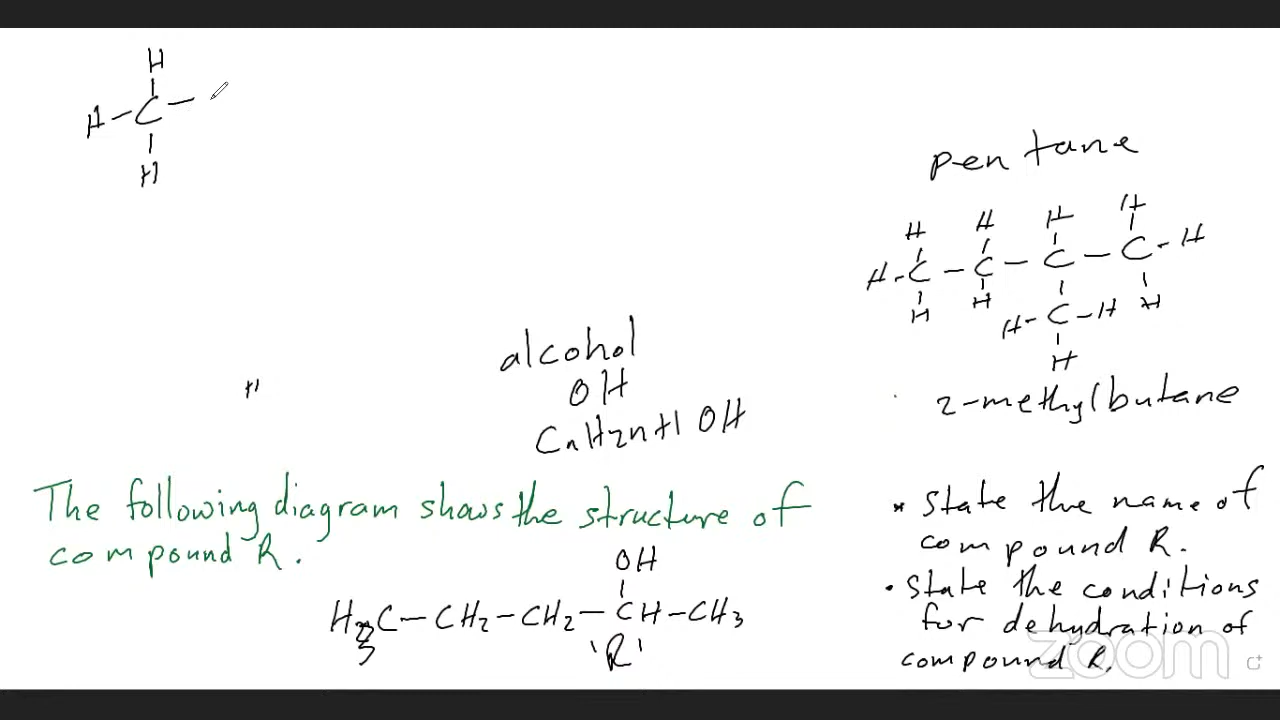 H
H - C -
H
pentane
H H H H
H - C - C - C - C - H
H H H
H - C - H
H
2-methylbutane
H
alcohol
OH
CnH2n+1 OH
The following diagram shows the structure of
compound R.
OH
H3C - CH2 - CH2 - CH - CH3
'R'
* State the name of
compound R.
• State the conditions
for dehydration of
compound R.
zoom